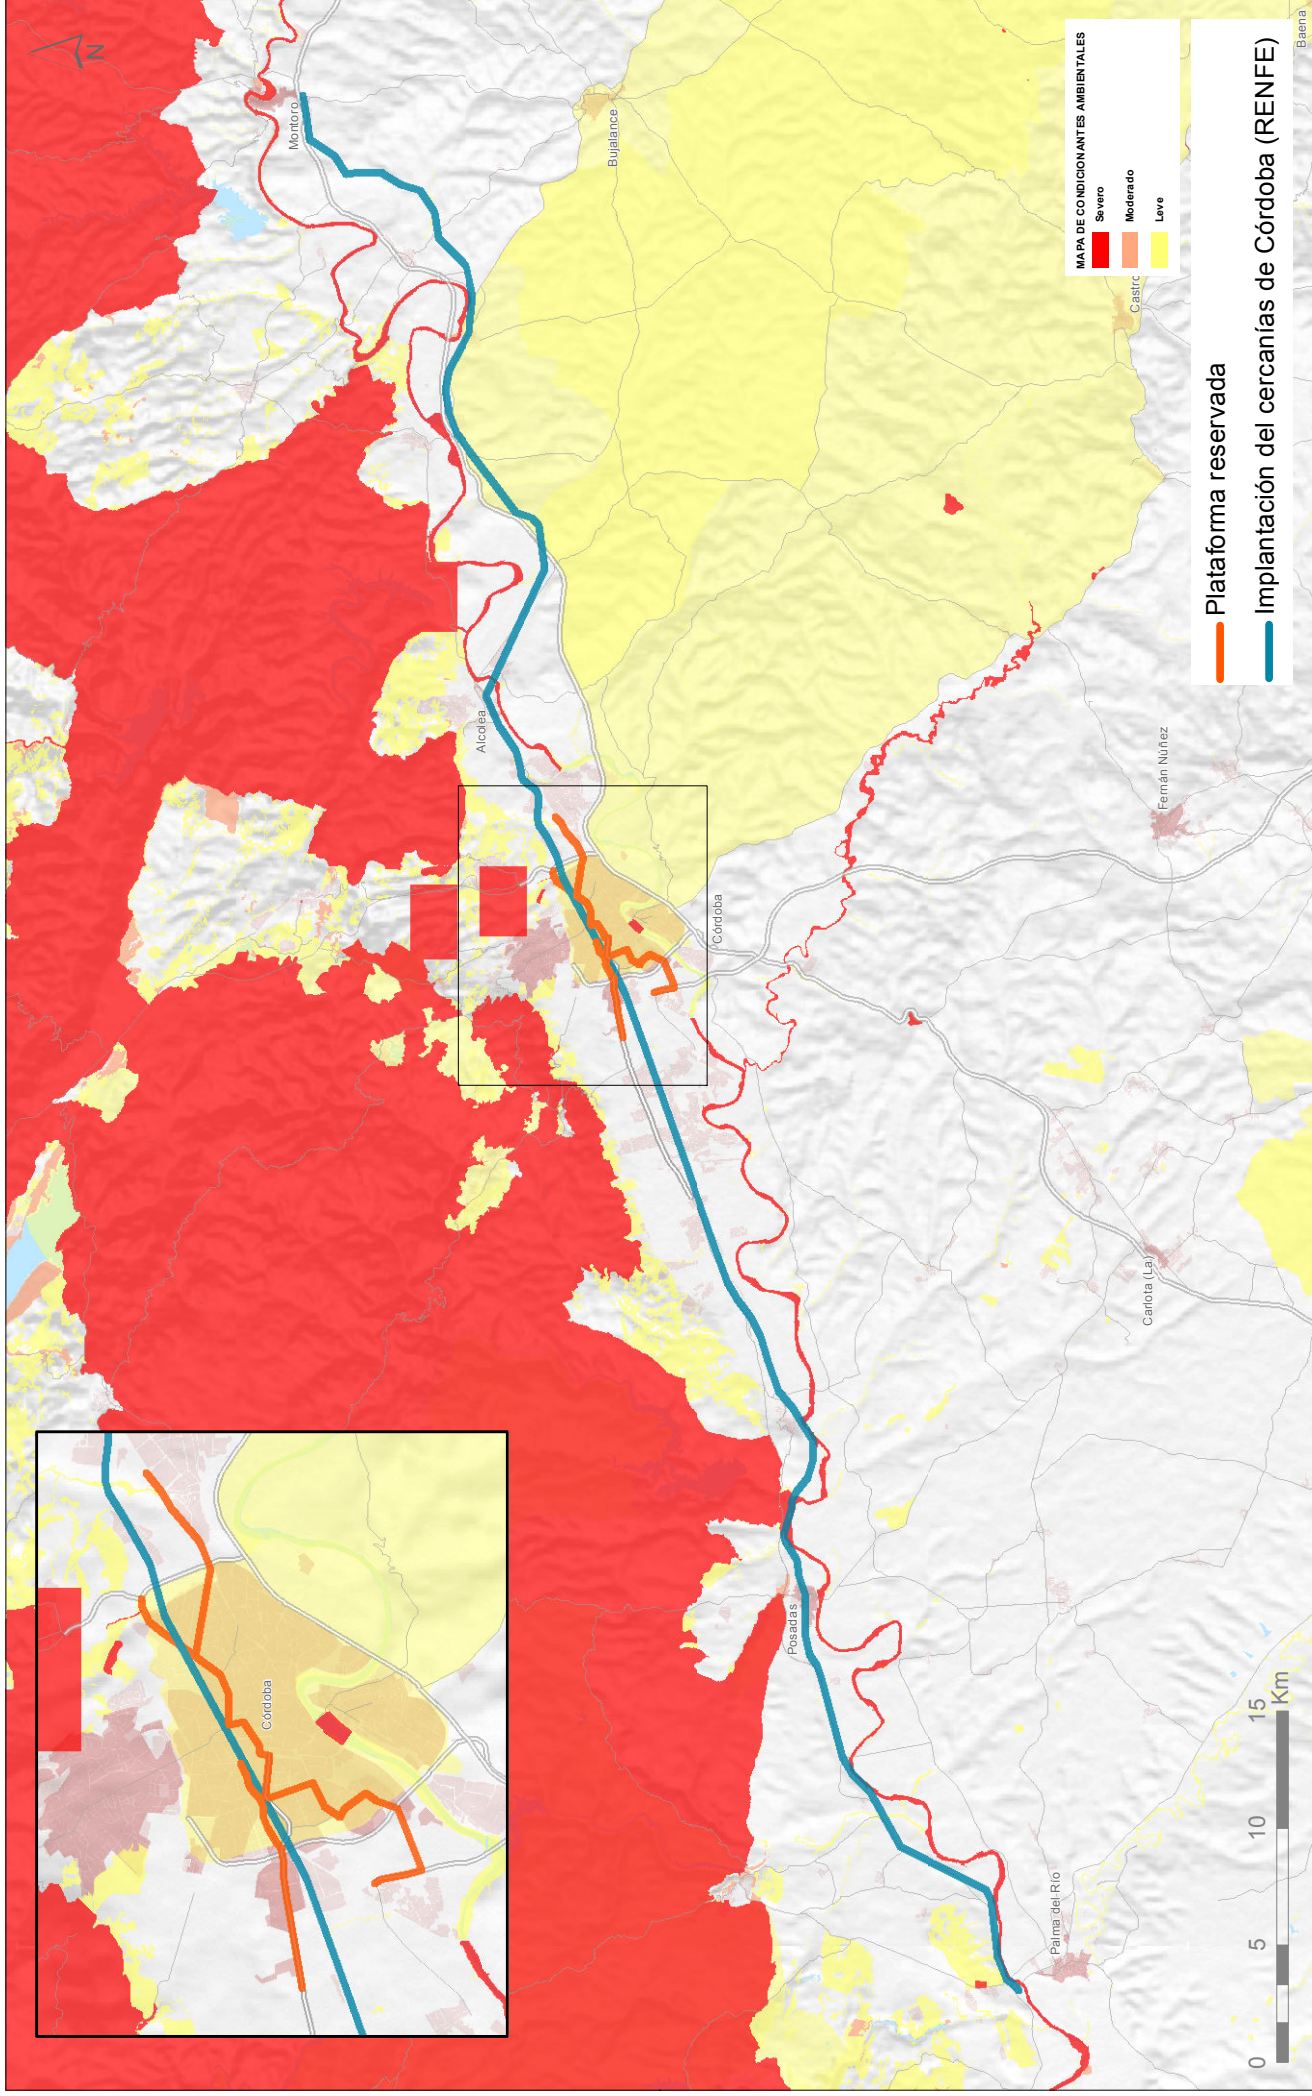 N
Montoro
Bujalance
Baena
Castro
Alcolea
Córdoba
Fernán Núñez
Carlota (La)
Posadas
Palma del Río
Córdoba
MAPA DE CONDICIONANTES AMBIENTALES
Severo
Moderado
Leve
Plataforma reservada
Implantación del cercanías de Córdoba (RENFE)
0 5 10 15
Km